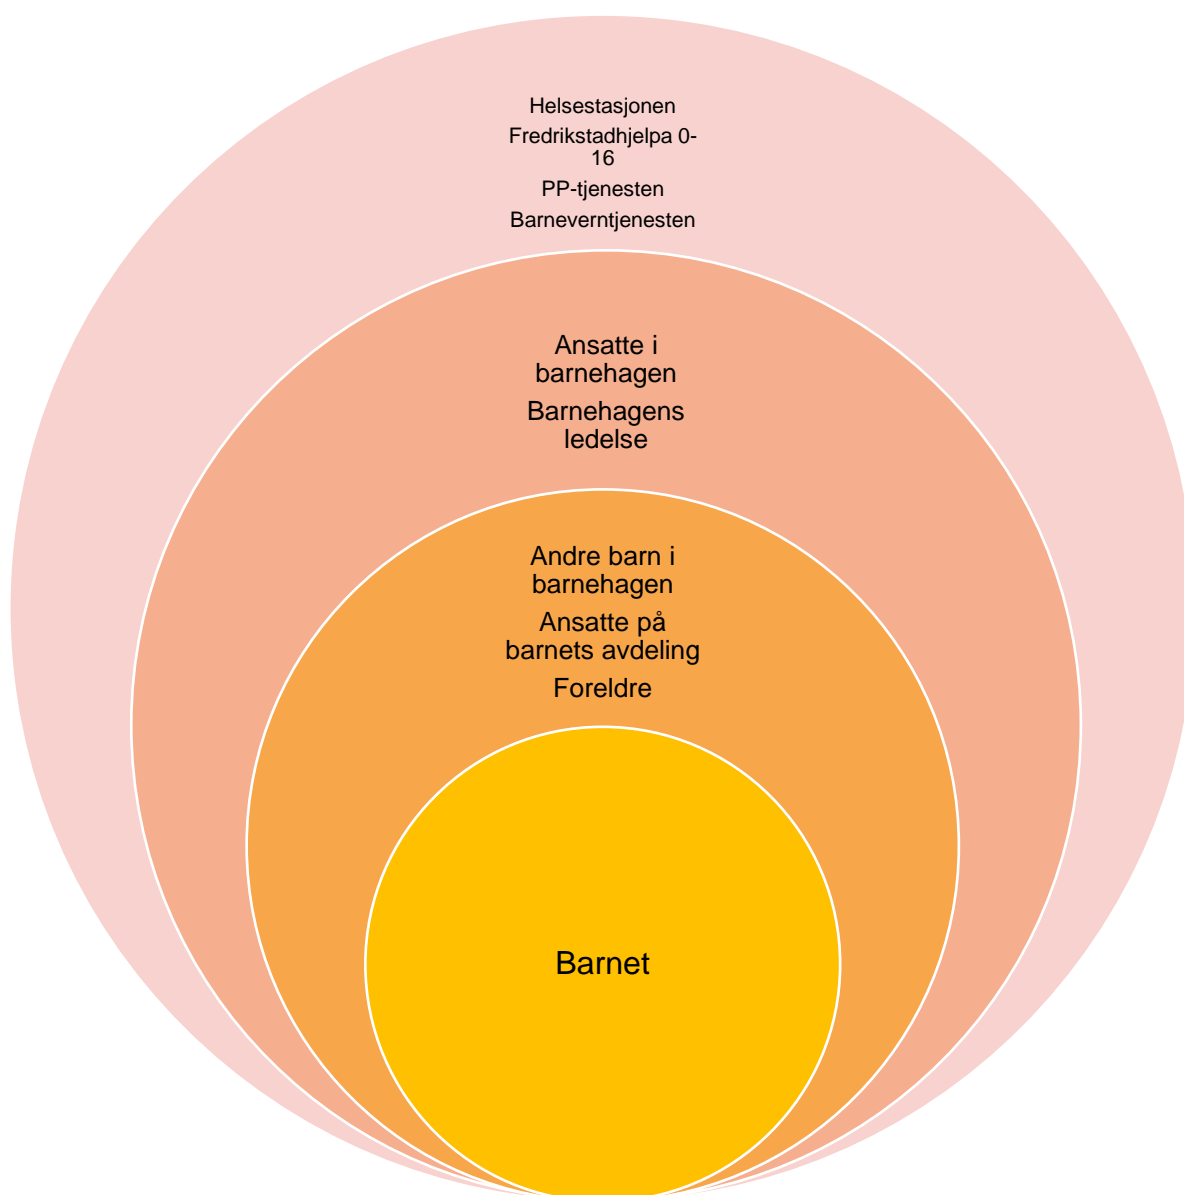 Helsestasjonen
Fredrikstadhjelpa 0-
16
PP-tjenesten
Barneverntjenesten
Ansatte i
barnehagen
Barnehagens
ledelse
Andre barn i
barnehagen
Ansatte på
barnets avdeling
Foreldre
Barnet